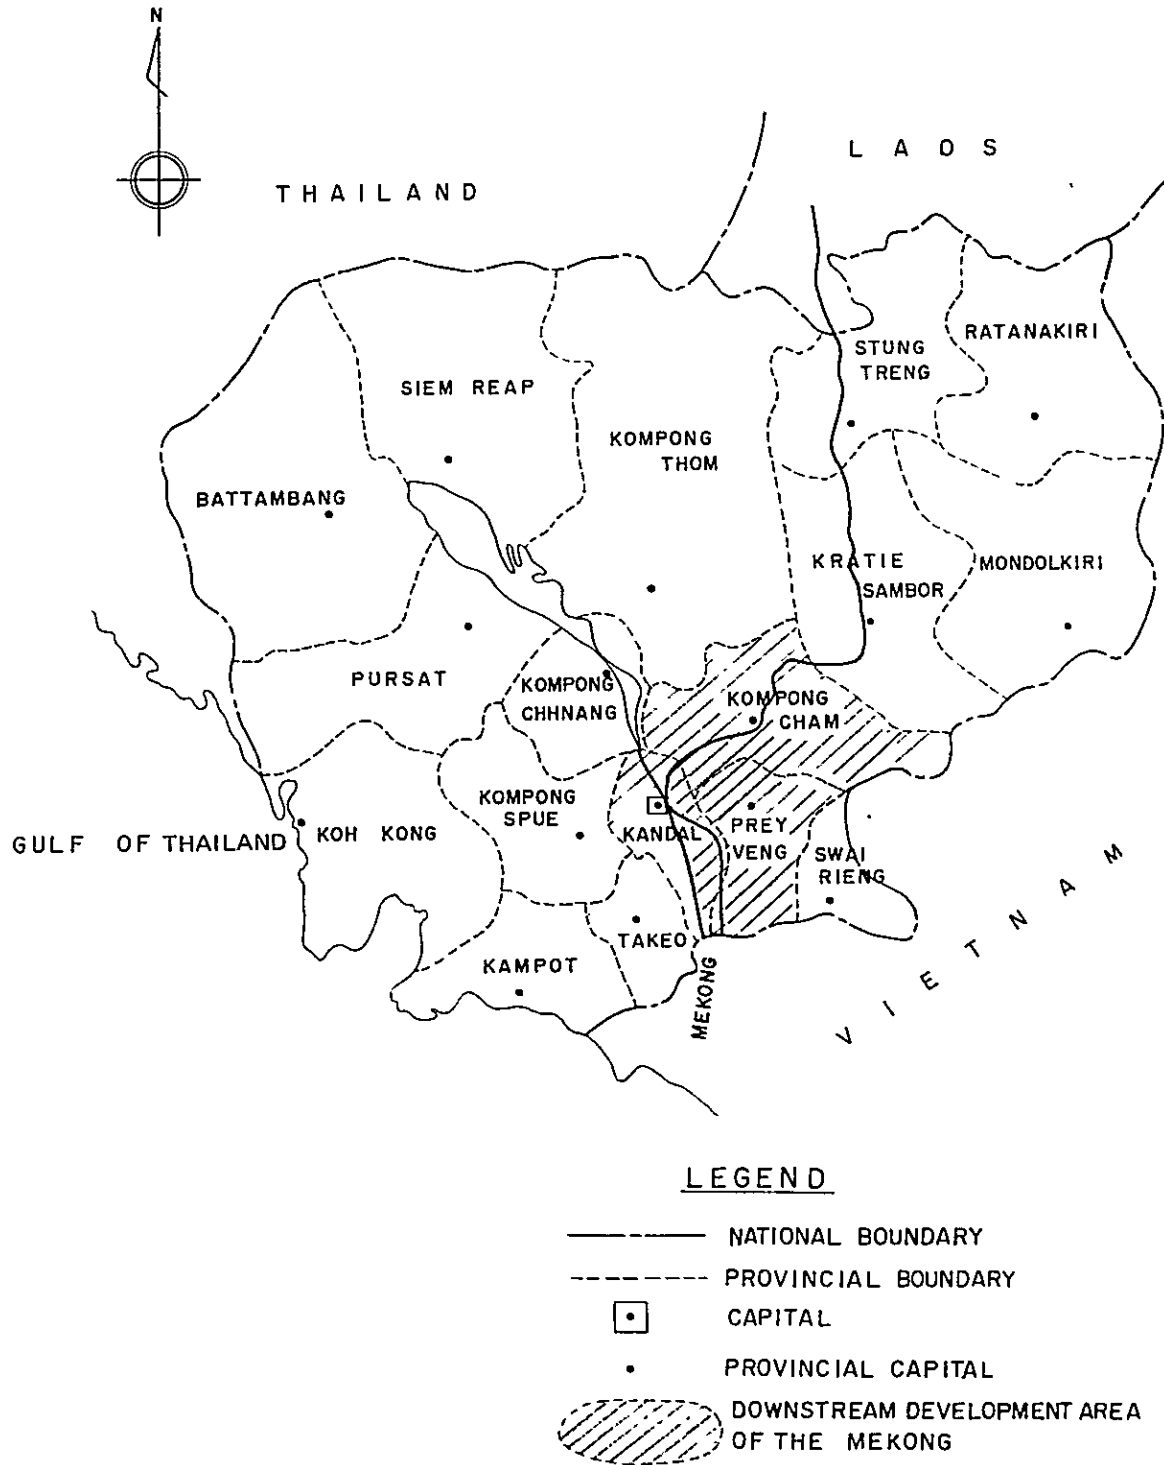 N
LAOS
THAILAND
RATANAKIRI
STUNG
TRENG
SIEM REAP
KOMPONG
THOM
BATTAMBANG
KRATIE
SAMBOR
MONDOLKIRI
PURSAT
KOMPONG
CHHNANG
KOMPONG
CHAM
KOMPONG
SPUE
GULF OF THAILAND
KOH KONG
KANDAL
PREY
VENG
SWAI
RIENG
TAKEO
KAMPOT
MEKONG
VIETNAM
LEGEND
NATIONAL BOUNDARY
PROVINCIAL BOUNDARY
CAPITAL
PROVINCIAL CAPITAL
DOWNSTREAM DEVELOPMENT AREA
OF THE MEKONG